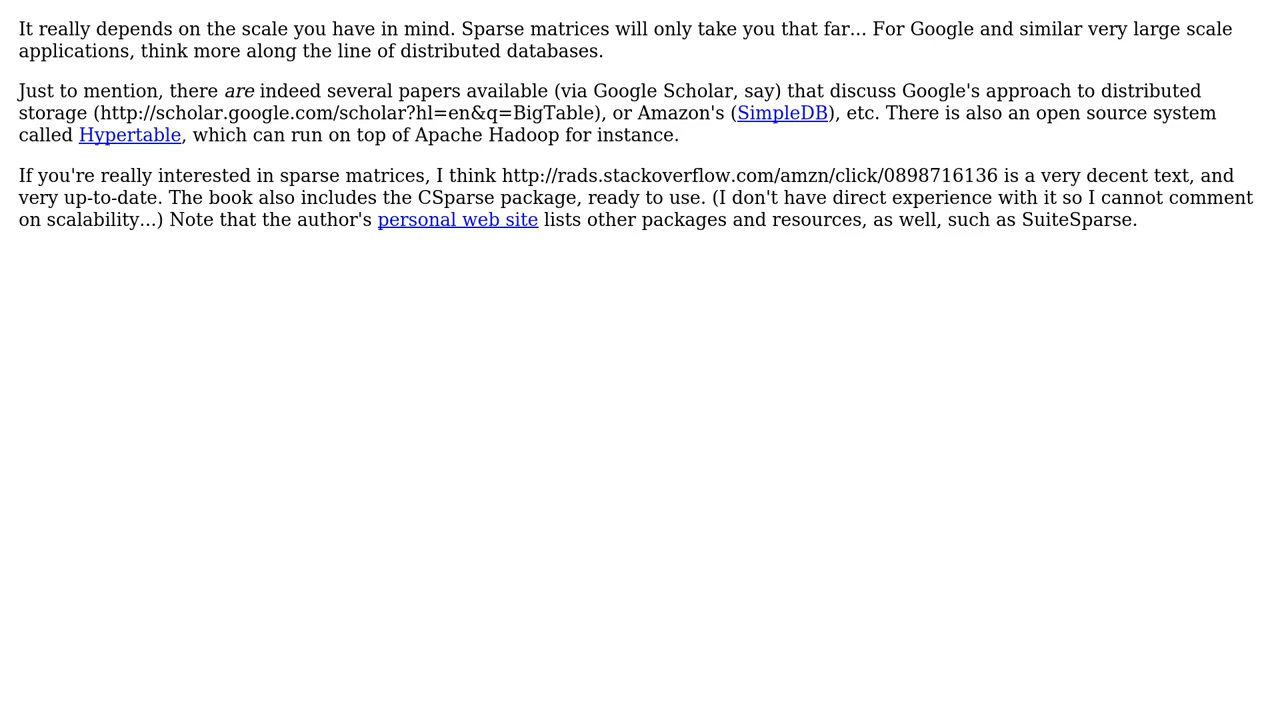 It really depends on the scale you have in mind. Sparse matrices will only take you that far... For Google and similar very large scale
applications, think more along the line of distributed databases.
Just to mention, there are indeed several papers available (via Google Scholar, say) that discuss Google's approach to distributed
storage (http://scholar.google.com/scholar?hl=en&q=BigTable), or Amazon's (SimpleDB), etc. There is also an open source system
called Hypertable, which can run on top of Apache Hadoop for instance.
If you're really interested in sparse matrices, I think http://rads.stackoverflow.com/amzn/click/0898716136 is a very decent text, and
very up-to-date. The book also includes the CSparse package, ready to use. (I don't have direct experience with it so I cannot comment
on scalability...) Note that the author's personal web site lists other packages and resources, as well, such as SuiteSparse.